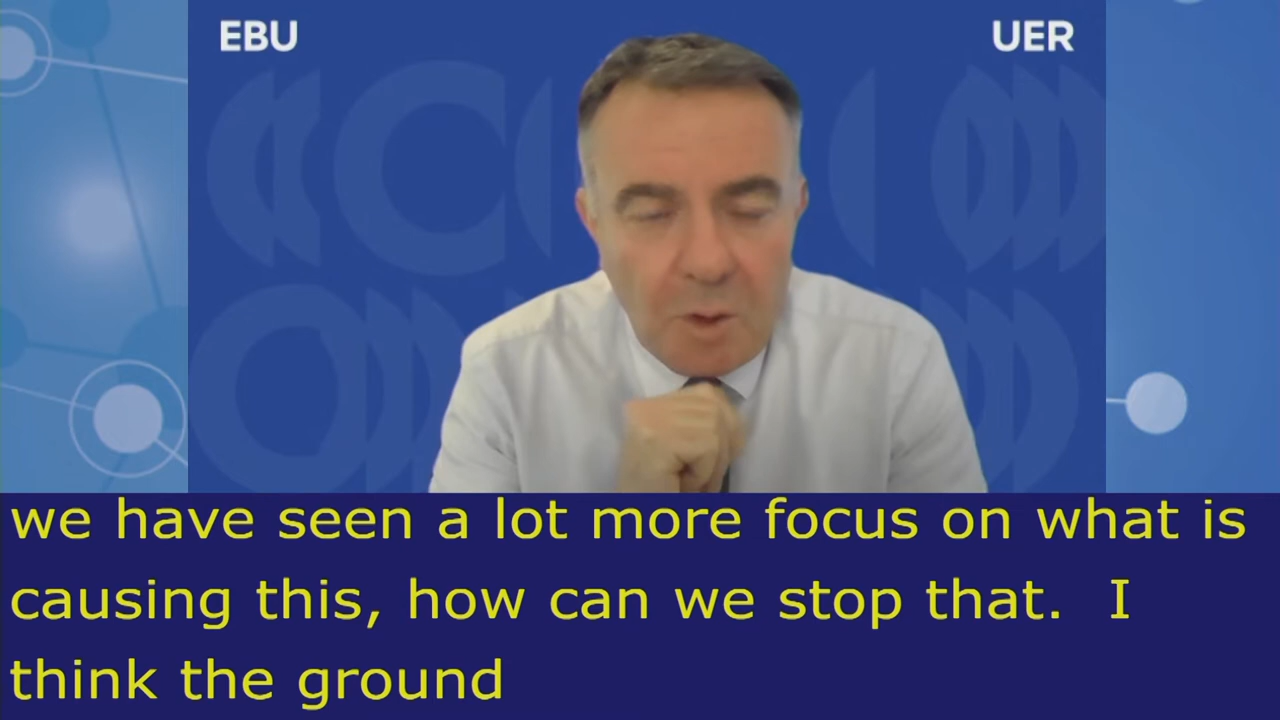 EBU UER
we have seen a lot more focus on what is
causing this, how can we stop that.  I
think the ground